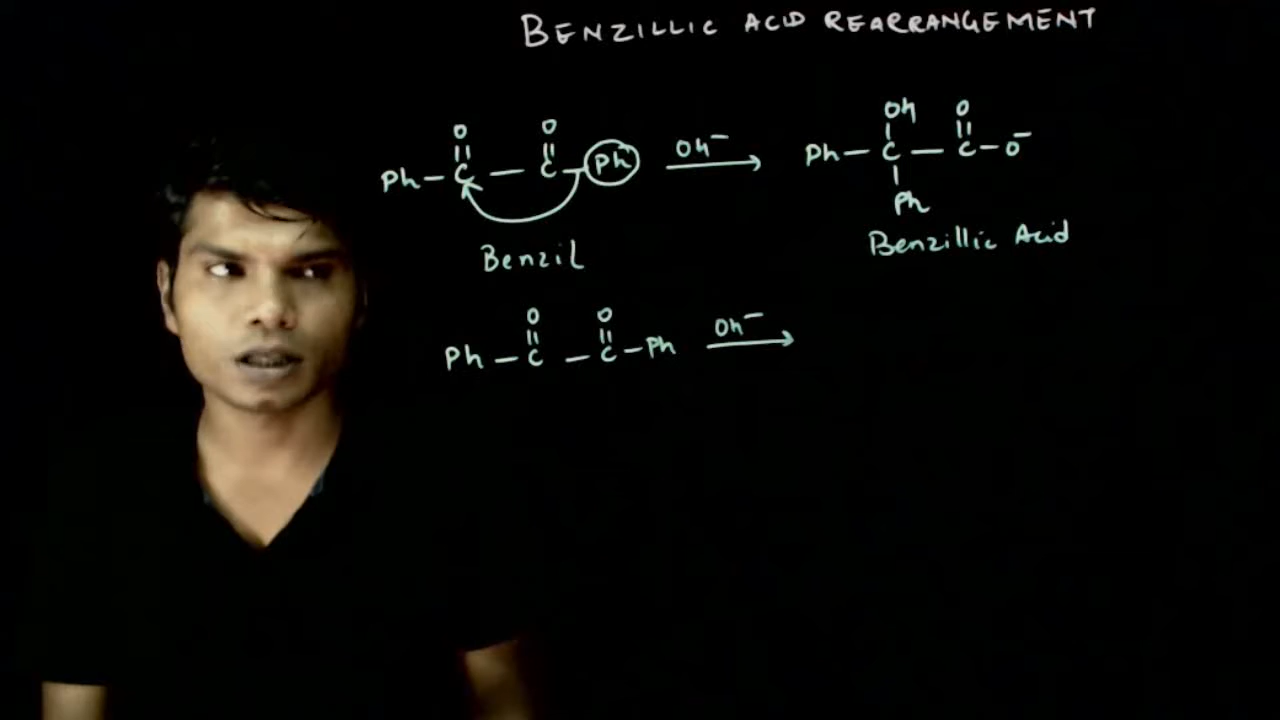 BENZILLIC ACID REARRANGEMENT
O O OH O
Ph - C - C - Ph OH⁻ → Ph - C - C - O⁻
Ph
Benzil Benzillic Acid
O O
Ph - C - C - Ph OH⁻ →